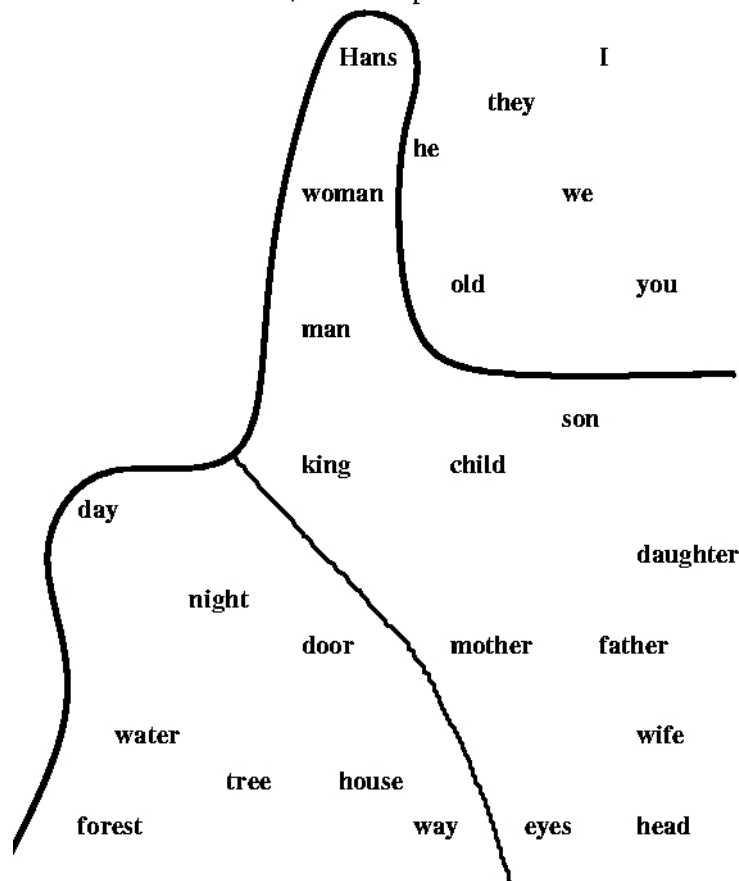 Hans I
they
he
woman we
old you
man
son
king child
day
daughter
night
door mother father
water wife
tree house
forest way eyes head